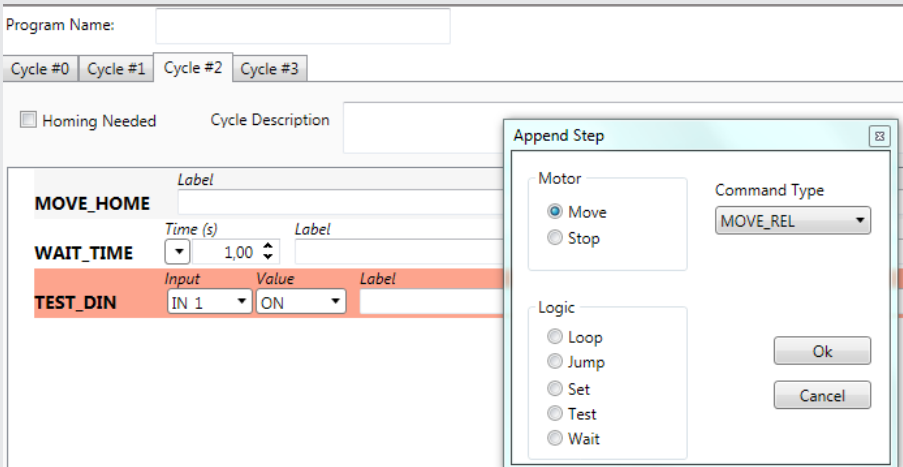 Program Name:
Cycle #0 Cycle #1 Cycle #2 Cycle #3
Homing Needed Cycle Description
Label
MOVE_HOME
Time (s) Label
WAIT_TIME 1,00
Input Value Label
TEST_DIN IN 1 ON
Append Step
Motor
Move
Stop
Command Type
MOVE_REL
Logic
Loop
Jump
Set
Test
Wait
Ok
Cancel